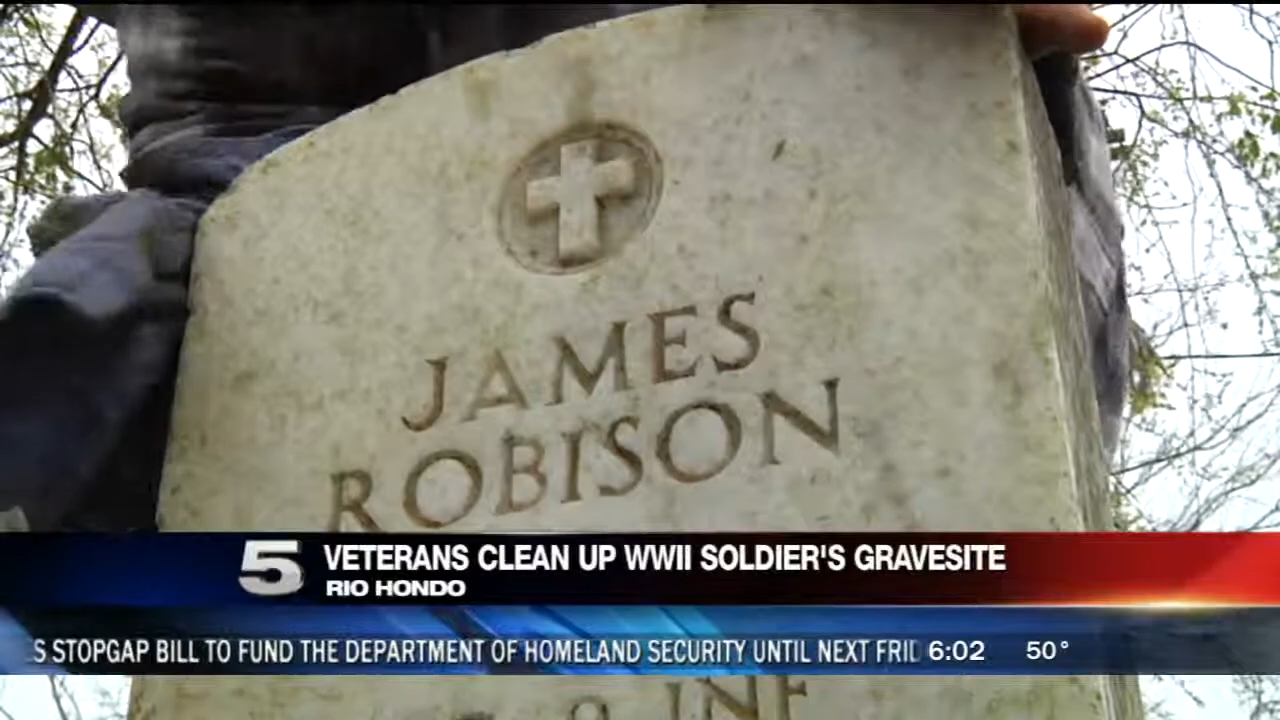 JAMES
ROBISON
5 VETERANS CLEAN UP WWII SOLDIER'S GRAVESITE
RIO HONDO
S STOPGAP BILL TO FUND THE DEPARTMENT OF HOMELAND SECURITY UNTIL NEXT FRI 6:02 50°
INF